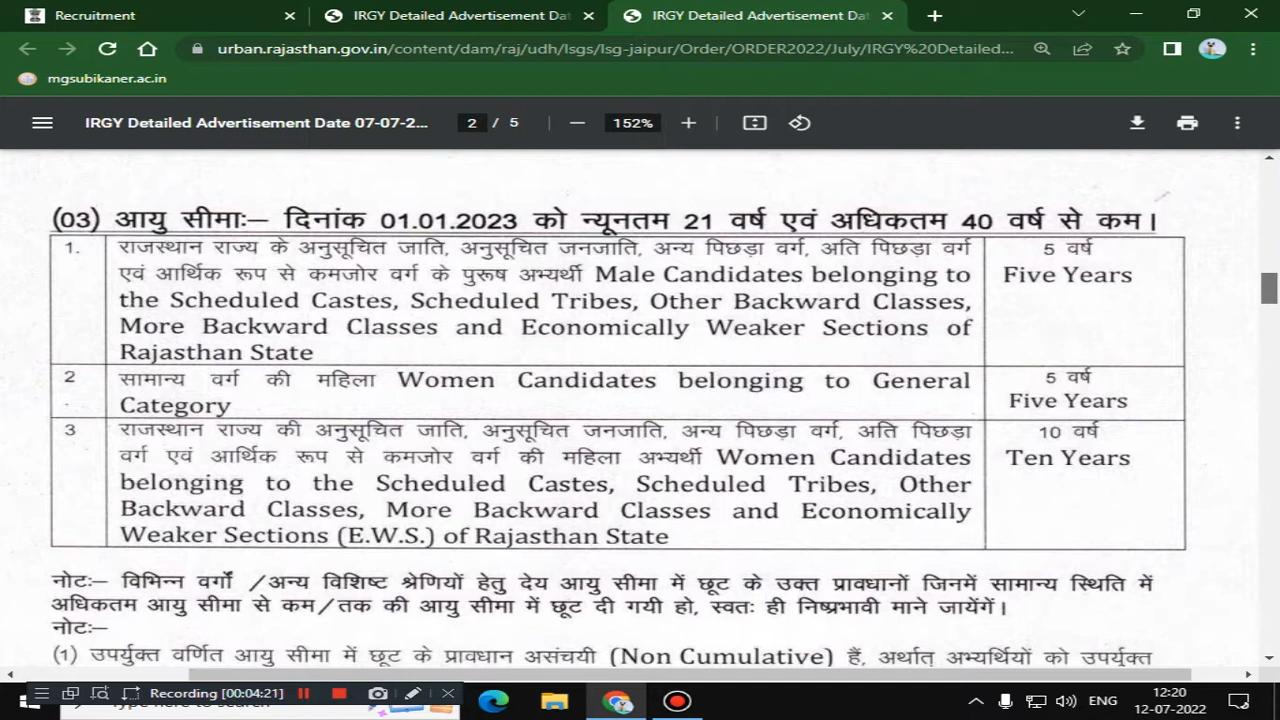 Recruitment
IRGY Detailed Advertisement Dat
IRGY Detailed Advertisement Dat
urban.rajasthan.gov.in/content/dam/raj/udh/lsgs/lsg-jaipur/Order/ORDER2022/July/IRGY%20Detailed...
mgsubikaner.ac.in
IRGY Detailed Advertisement Date 07-07-2... 2 / 5 152%
(03) आयु सीमाः– दिनांक 01.01.2023 को न्यूनतम 21 वर्ष एवं अधिकतम 40 वर्ष से कम।
1. राजस्थान राज्य के अनुसूचित जाति, अनुसूचित जनजाति, अन्य पिछड़ा वर्ग, अति पिछड़ा वर्ग 5 वर्ष
एवं आर्थिक रूप से कमजोर वर्ग के पुरूष अभ्यर्थी Male Candidates belonging to Five Years
the Scheduled Castes, Scheduled Tribes, Other Backward Classes,
More Backward Classes and Economically Weaker Sections of
Rajasthan State
2 सामान्य वर्ग की महिला Women Candidates belonging to General 5 वर्ष
Category Five Years
3 राजस्थान राज्य की अनुसूचित जाति, अनुसूचित जनजाति, अन्य पिछड़ा वर्ग, अति पिछड़ा 10 वर्ष
वर्ग एवं आर्थिक रूप से कमजोर वर्ग की महिला अभ्यर्थी Women Candidates Ten Years
belonging to the Scheduled Castes, Scheduled Tribes, Other
Backward Classes, More Backward Classes and Economically
Weaker Sections (E.W.S.) of Rajasthan State
नोटः– विभिन्न वर्गों /अन्य विशिष्ट श्रेणियों हेतु देय आयु सीमा में छूट के उक्त प्रावधानों जिनमें सामान्य स्थिति में
अधिकतम आयु सीमा से कम/तक की आयु सीमा में छूट दी गयी हो, स्वतः ही निष्प्रभावी माने जायेंगें।
नोटः–
(1) उपर्युक्त वर्णित आयु सीमा में छूट के प्रावधान असंचयी (Non Cumulative) हैं, अर्थात् अभ्यर्थियों को उपर्युक्त
Recording [00:04:21]
Type here to search
ENG 12:20
12-07-2022